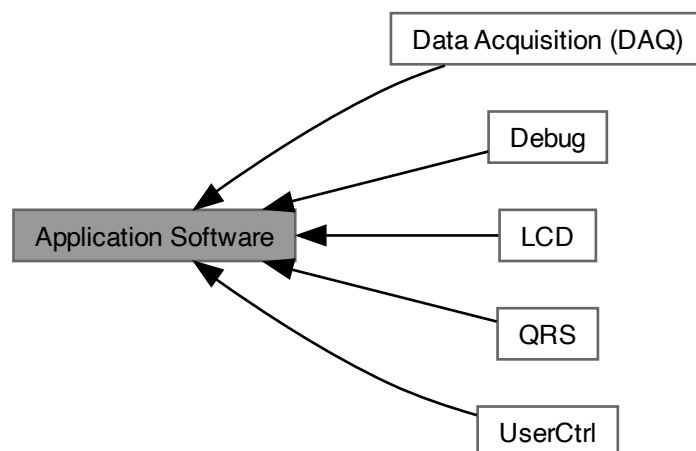 Data Acquisition (DAQ)
Debug
Application Software
LCD
QRS
UserCtrl